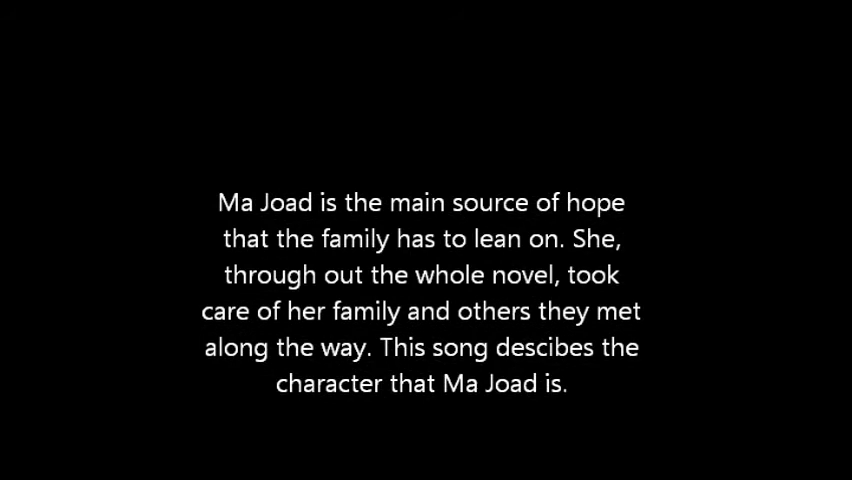 Ma Joad is the main source of hope
that the family has to lean on. She,
through out the whole novel, took
care of her family and others they met
along the way. This song descibes the
character that Ma Joad is.